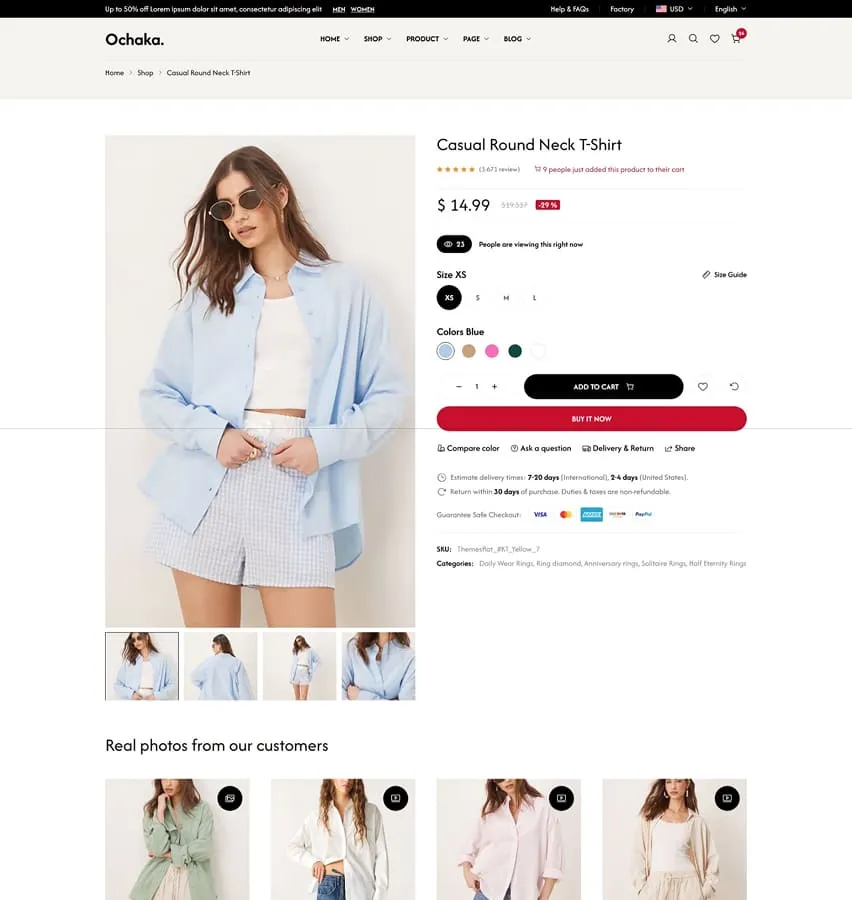 Up to 50% off Lorem ipsum dolor sit amet, consectetur adipiscing elit MEN WOMEN Help & FAQs Factory USD English
Ochaka. HOME SHOP PRODUCT PAGE BLOG 24
Home > Shop > Casual Round Neck T-Shirt
Casual Round Neck T-Shirt
(3.671 review) 9 people just added this product to their cart
$ 14.99 $19.537 -29 %
23 People are viewing this right now
Size XS Size Guide
XS S M L
Colors Blue
− 1 + ADD TO CART
BUY IT NOW
Compare color Ask a question Delivery & Return Share
Estimate delivery times: 7-20 days (International), 2-4 days (United States).
Return within 30 days of purchase. Duties & taxes are non-refundable.
Guarantee Safe Checkout: VISA PayPal
SKU: Themesflat_#KT_Yellow_7
Categories: Daily Wear Rings, Ring diamond, Anniversary rings, Solitaire Rings, Half Eternity Rings
Real photos from our customers